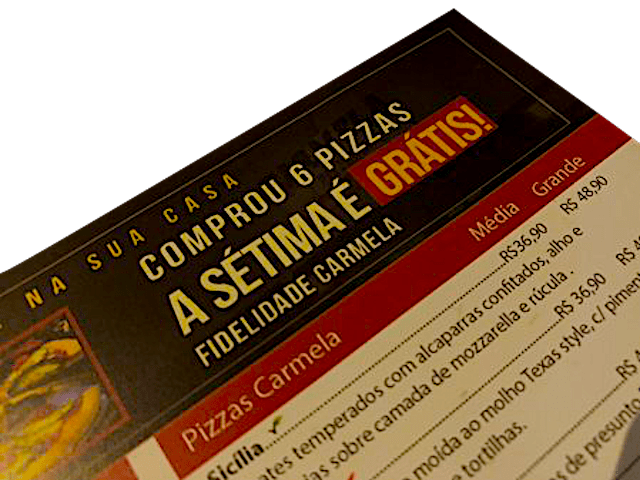 NA SUA CASA
COMPROU 6 PIZZAS
A SÉTIMA É GRÁTIS!
FIDELIDADE CARMELA
Pizzas Carmela Média Grande
Sicília R$36,90 R$ 48,90
ates temperados com alcaparras confitados, alho e
ias sobre camada de mozzarella e rúcula.
R$ 36,90 R$
moída ao molho Texas style, c/ piment
e tortilhas.
R$
s de presunto